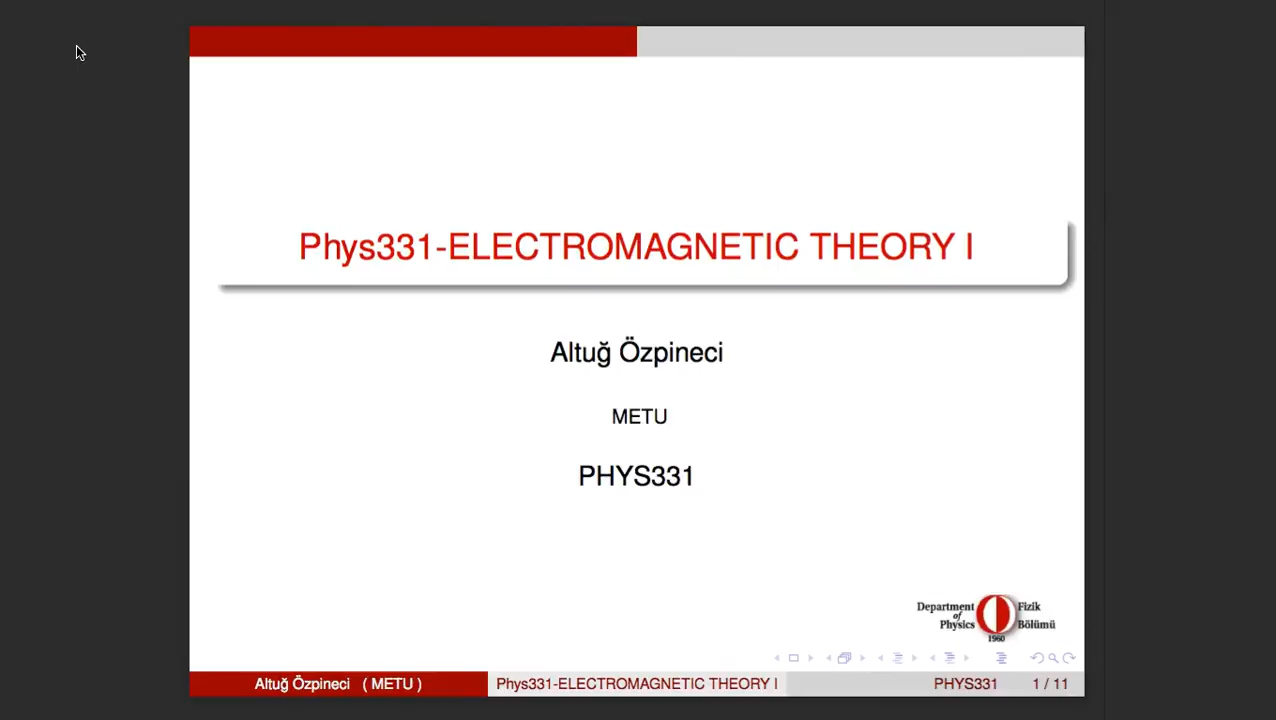 Phys331-ELECTROMAGNETIC THEORY I
Altuğ Özpineci
METU
PHYS331
Department of Physics
Fizik Bölümü
1960
Altuğ Özpineci ( METU )
Phys331-ELECTROMAGNETIC THEORY I
PHYS331
1 / 11